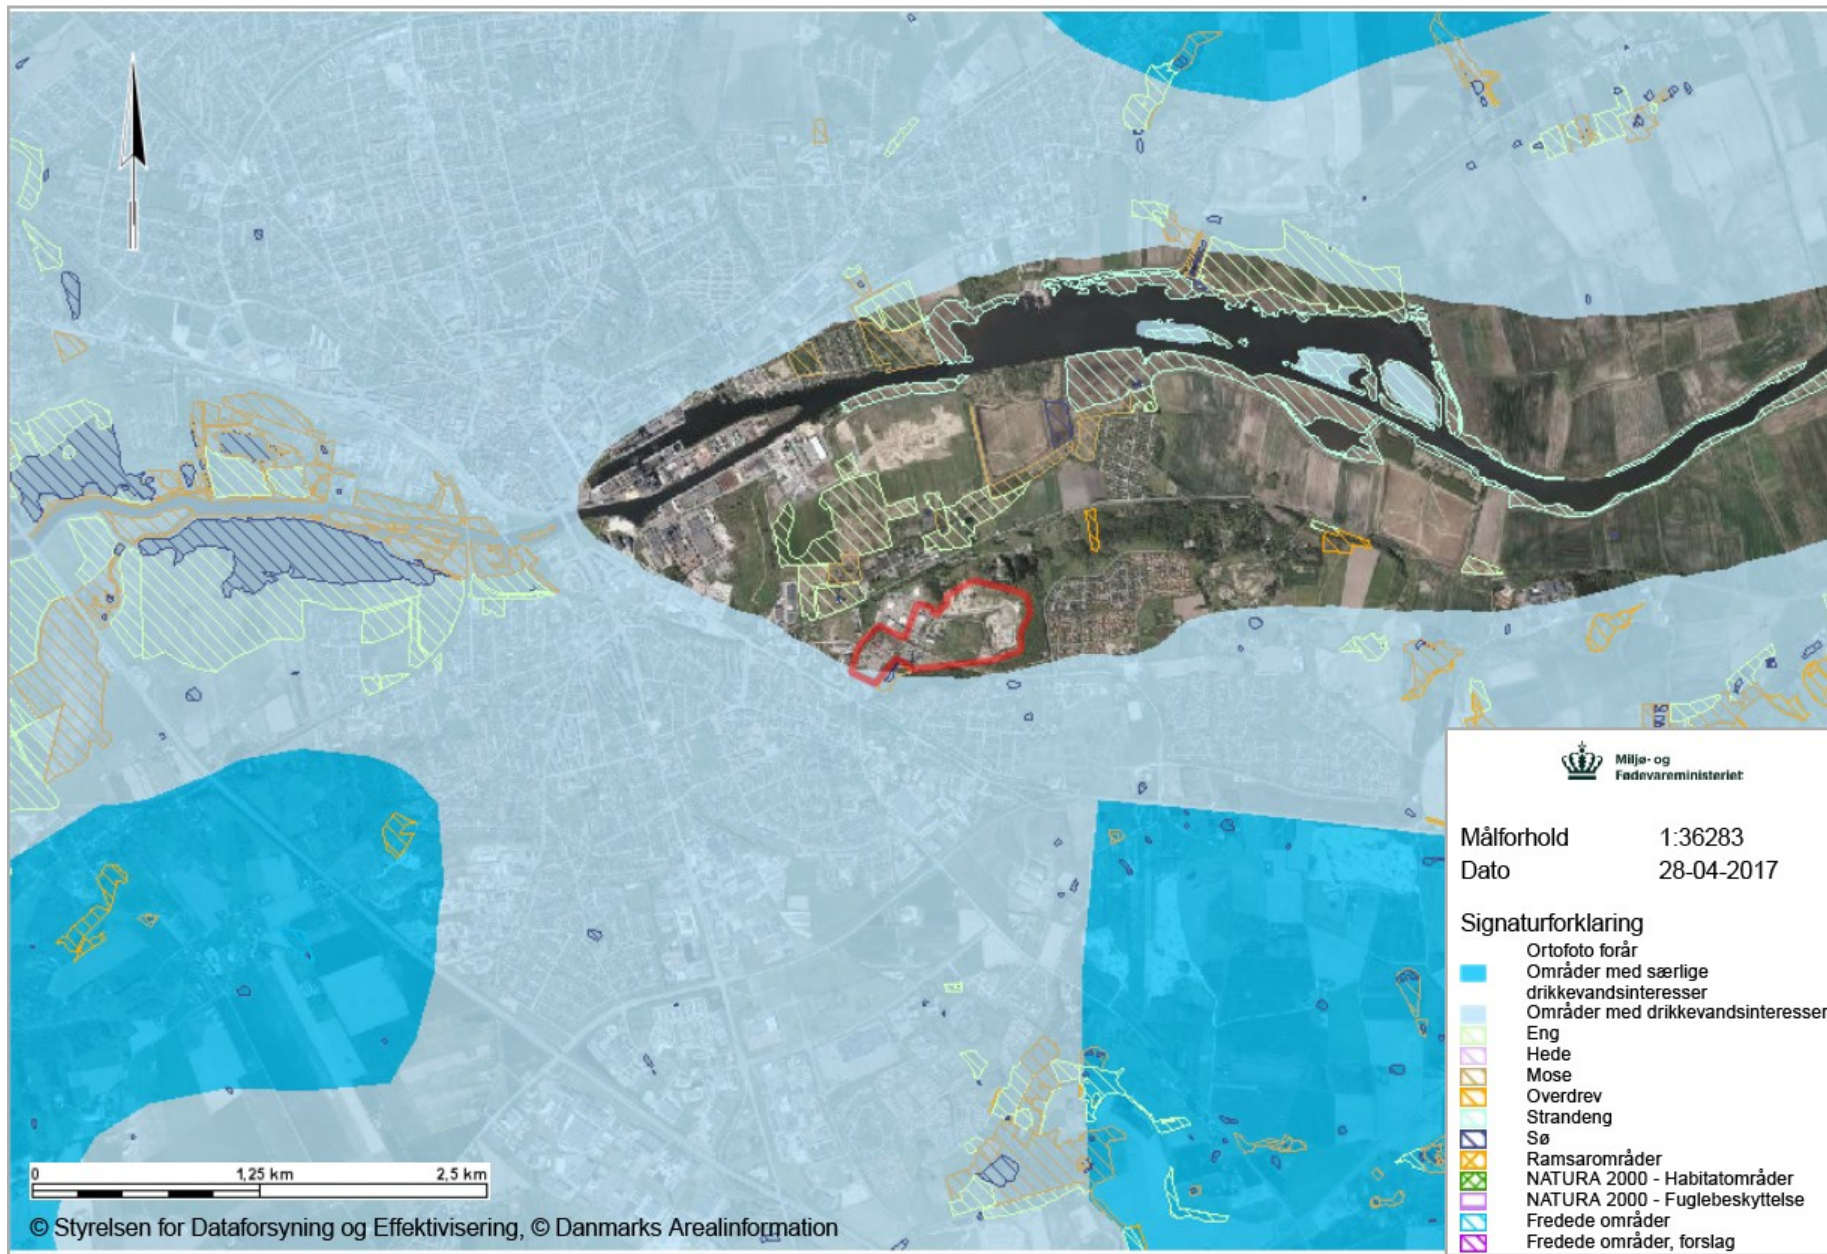 Miljø- og
Fødevareministeriet
Målforhold 1:36283
Dato 28-04-2017
Signaturforklaring
Ortofoto forår
Områder med særlige
drikkevandsinteresser
Områder med drikkevandsinteresser
Eng
Hede
Mose
Overdrev
Strandeng
Sø
Ramsarområder
NATURA 2000 - Habitatområder
NATURA 2000 - Fuglebeskyttelse
Fredede områder
Fredede områder, forslag
0 1,25 km 2,5 km
© Styrelsen for Dataforsyning og Effektivisering, © Danmarks Arealinformation